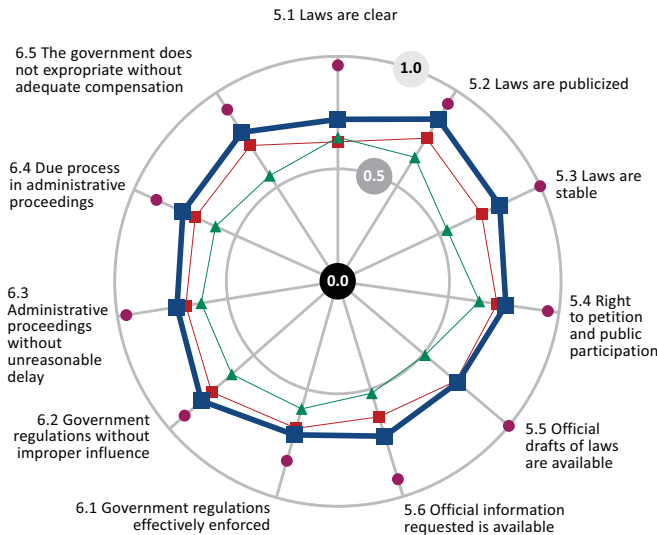 5.1 Laws are clear
1.0
5.2 Laws are publicized
5.3 Laws are
stable
5.4 Right
to petition
and public
participation
5.5 Official
drafts of laws
are available
5.6 Official information
requested is available
6.1 Government regulations
effectively enforced
6.2 Government
regulations without
improper influence
6.3
Administrative
proceedings
without
unreasonable
delay
6.4 Due process
in administrative
proceedings
6.5 The government does
not expropriate without
adequate compensation
0.5
0.0